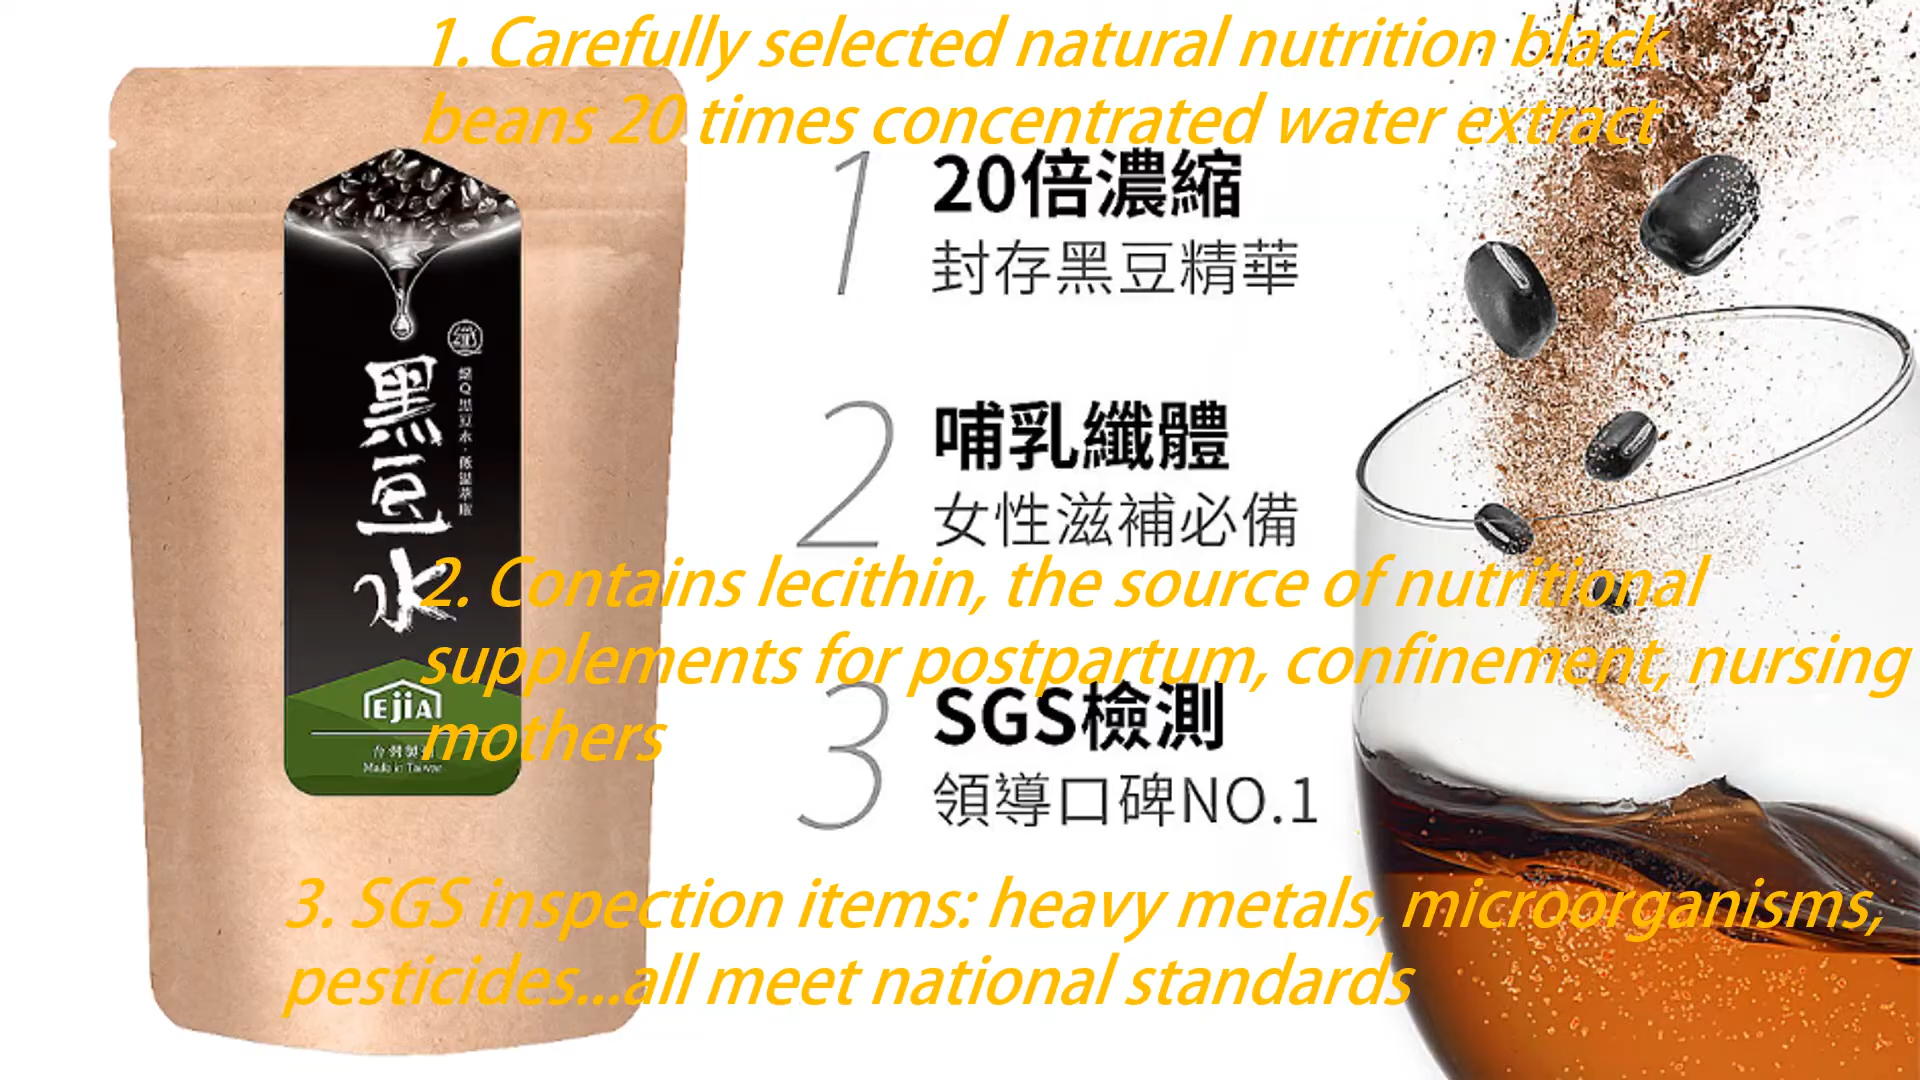 1. Carefully selected natural nutrition black
beans 20 times concentrated water extract
1
20倍濃縮
封存黑豆精華
2
哺乳纖體
女性滋補必備
2. Contains lecithin, the source of nutritional
supplements for postpartum, confinement, nursing
mothers
3
SGS檢測
領導口碑NO.1
3. SGS inspection items: heavy metals, microorganisms,
pesticides...all meet national standards
黑豆水
EJiA
Made in Taiwan